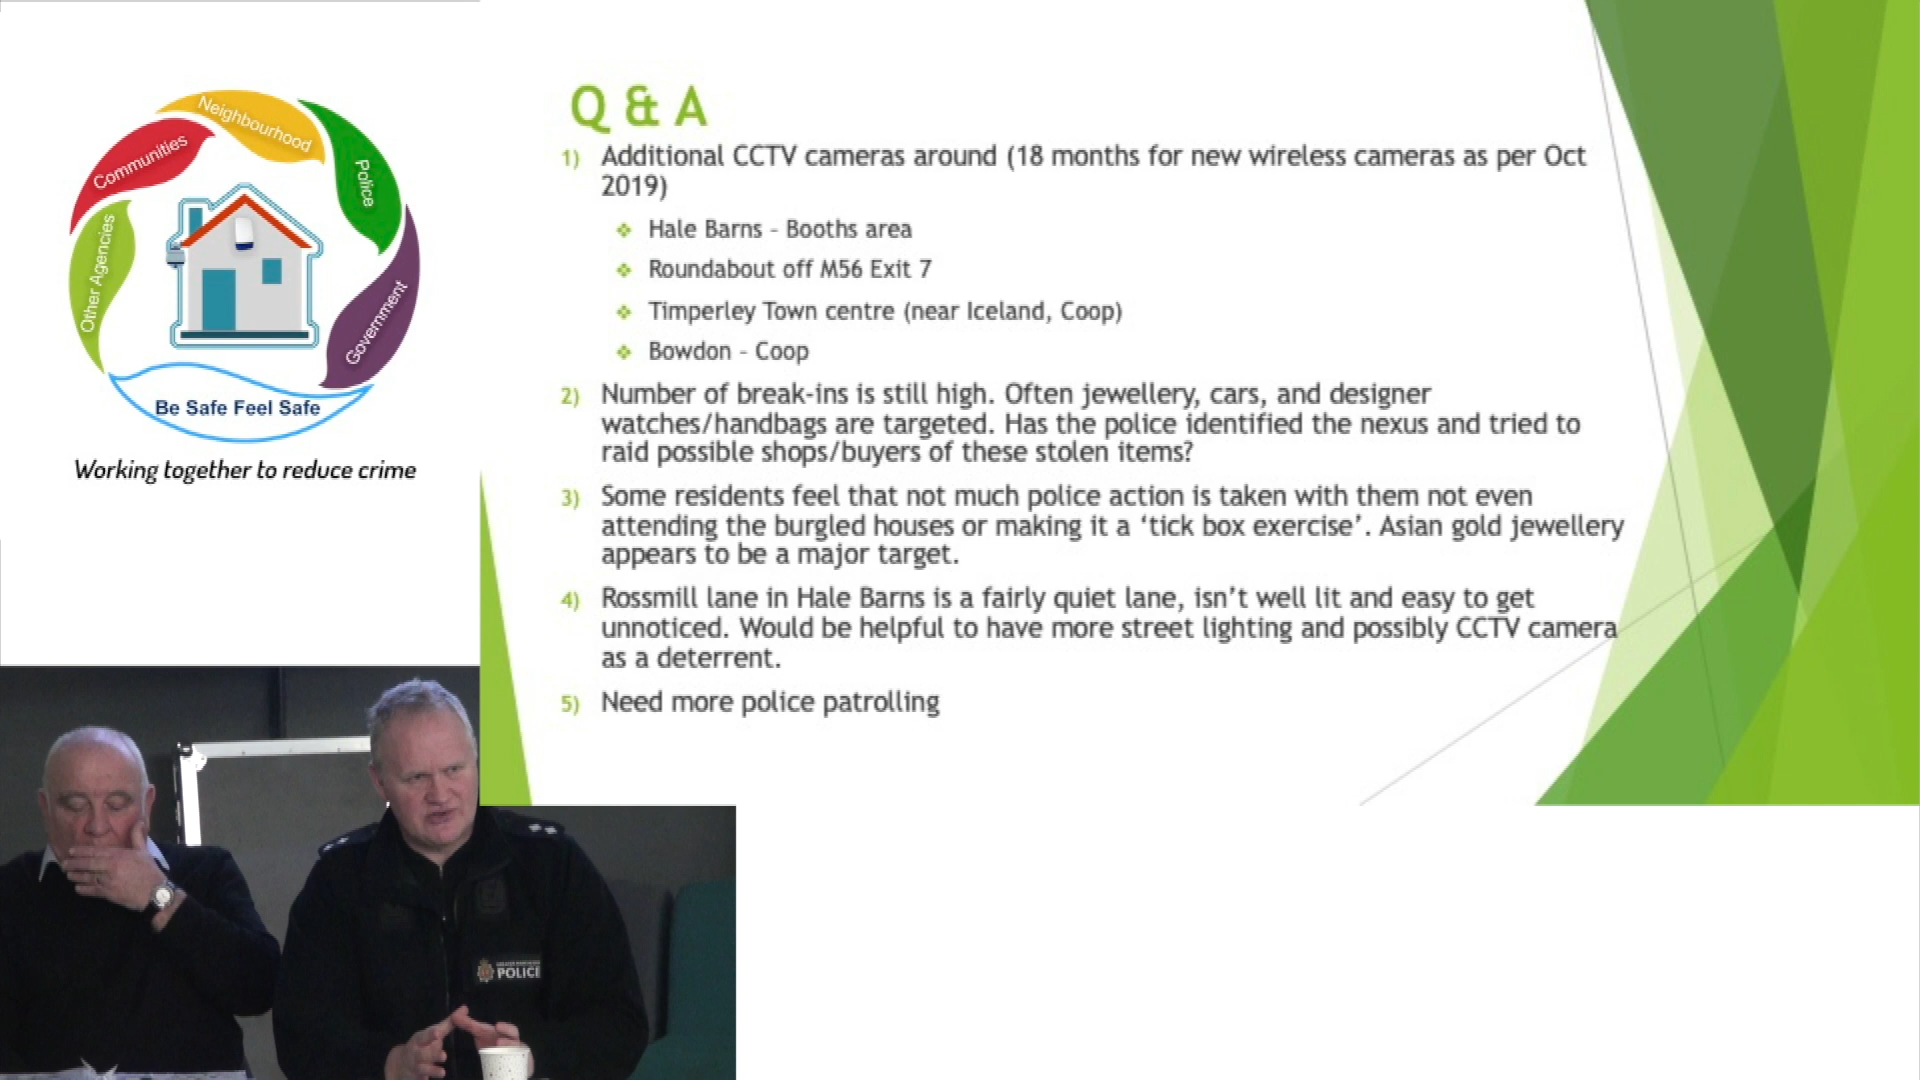 Neighbourhood
Communities
Police
Other Agencies
Government
Be Safe Feel Safe
Working together to reduce crime
Q & A
1) Additional CCTV cameras around (18 months for new wireless cameras as per Oct
2019)
❖ Hale Barns - Booths area
❖ Roundabout off M56 Exit 7
❖ Timperley Town centre (near Iceland, Coop)
❖ Bowdon - Coop
2) Number of break-ins is still high. Often jewellery, cars, and designer
watches/handbags are targeted. Has the police identified the nexus and tried to
raid possible shops/buyers of these stolen items?
3) Some residents feel that not much police action is taken with them not even
attending the burgled houses or making it a ‘tick box exercise’. Asian gold jewellery
appears to be a major target.
4) Rossmill lane in Hale Barns is a fairly quiet lane, isn’t well lit and easy to get
unnoticed. Would be helpful to have more street lighting and possibly CCTV camera
as a deterrent.
5) Need more police patrolling
POLICE